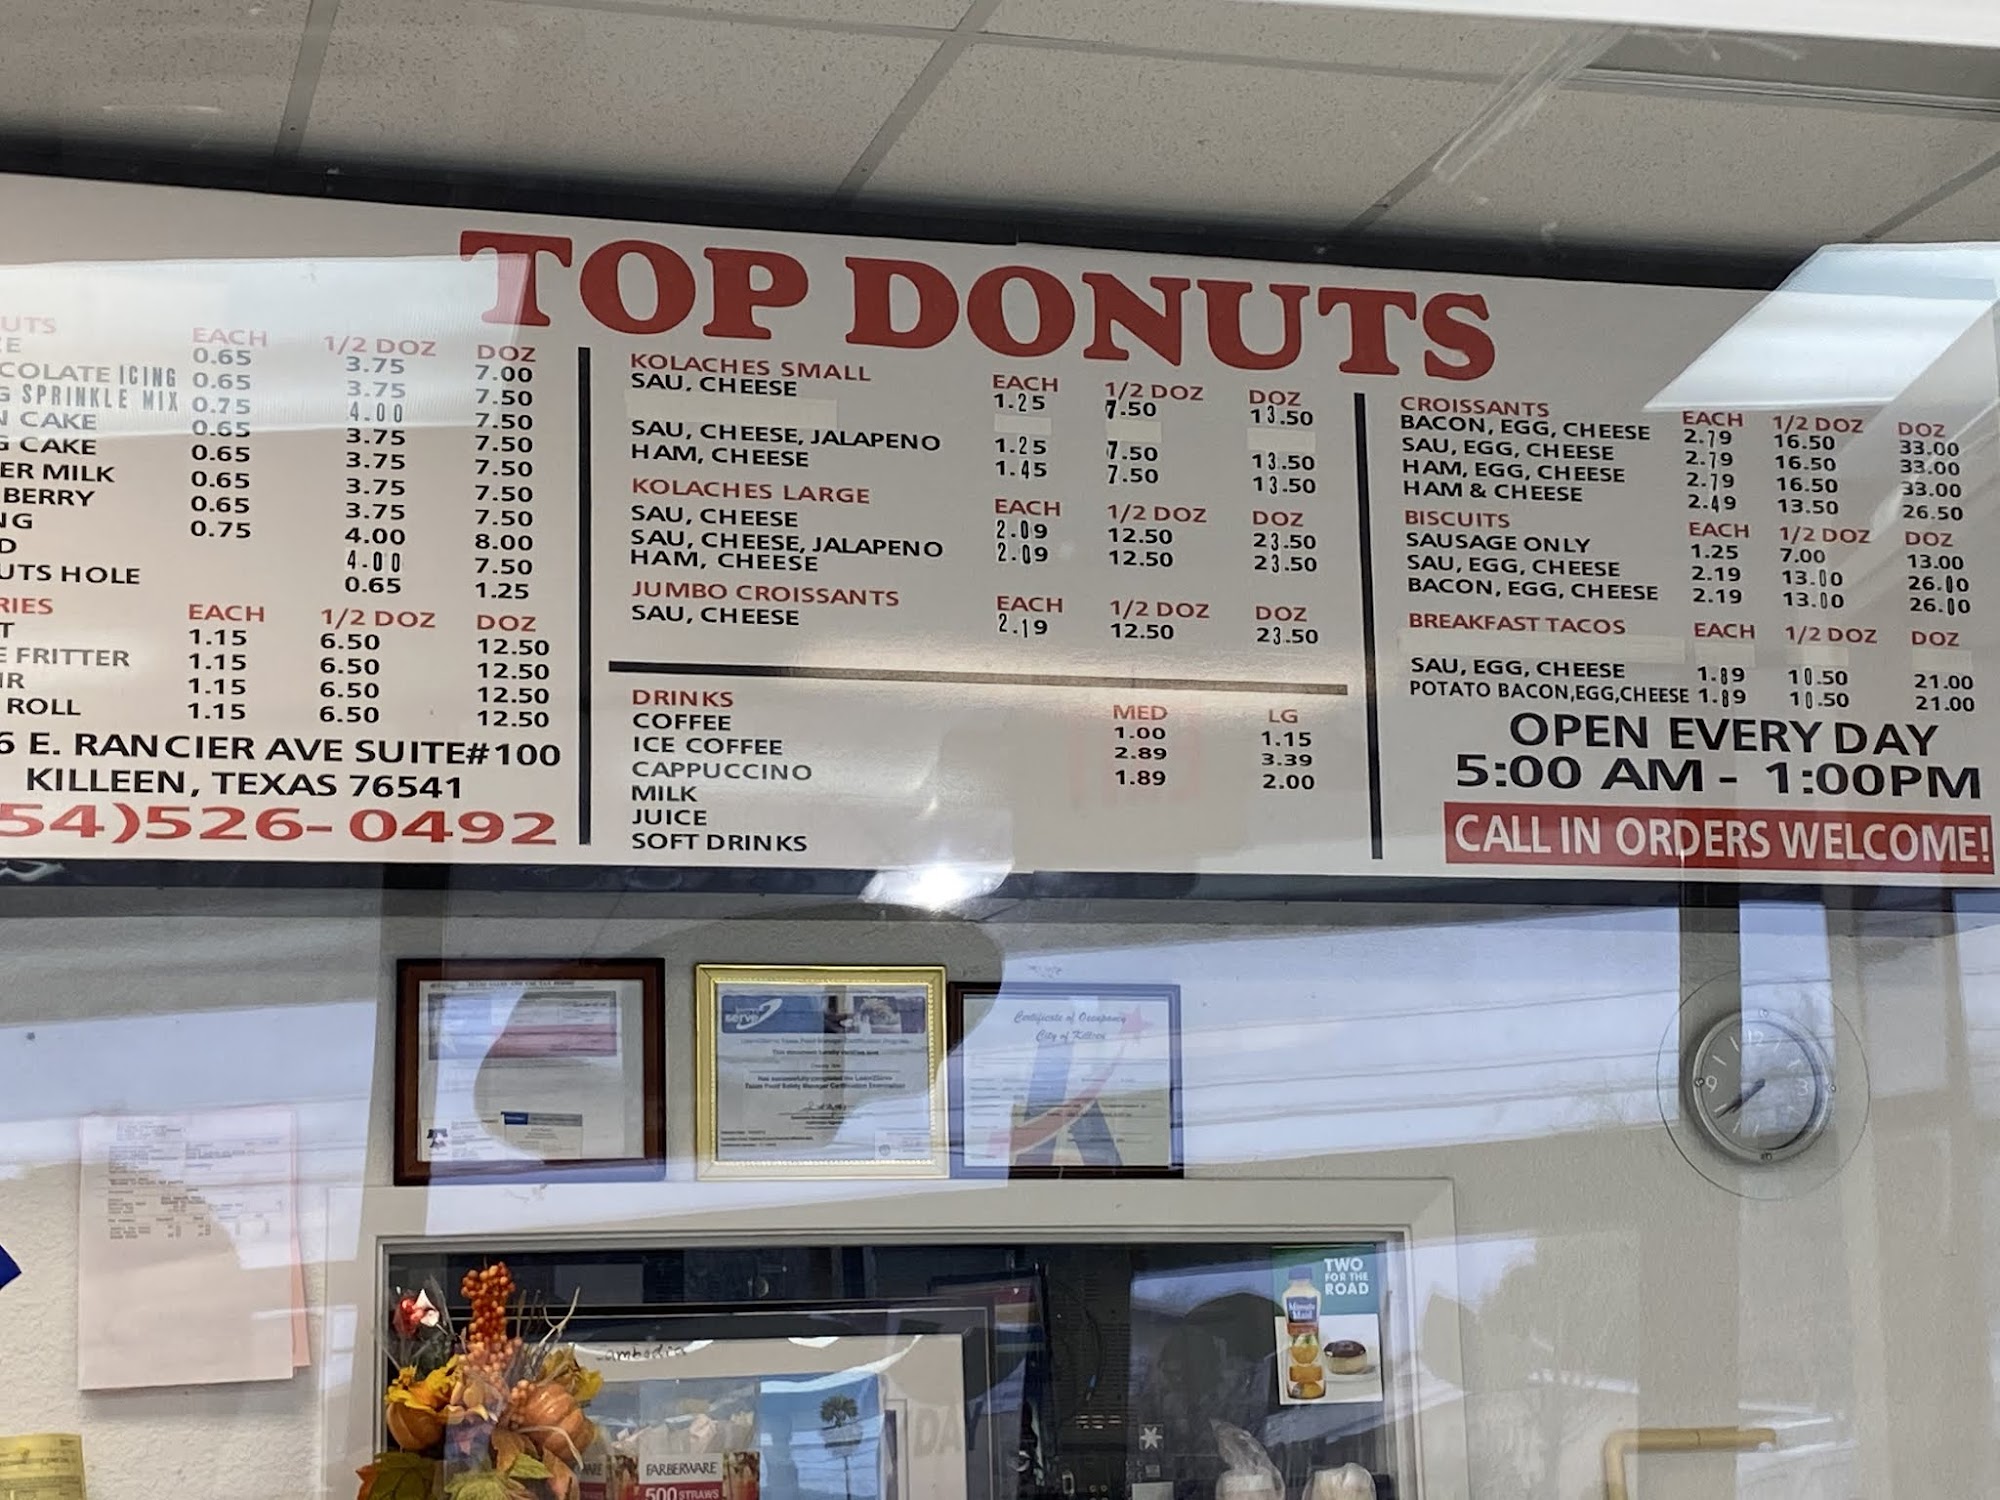 TOP DONUTS
UTS EACH 1/2 DOZ DOZ
E 0.65 3.75 7.00
COLATE ICING 0.65 3.75 7.50
G SPRINKLE MIX 0.75 4.00 7.50
N CAKE 0.65 3.75 7.50
G CAKE 0.65 3.75 7.50
ER MILK 0.65 3.75 7.50
BERRY 0.65 3.75 7.50
NG 0.75 4.00 8.00
D 4.00 7.50
UTS HOLE 0.65 1.25
RIES EACH 1/2 DOZ DOZ
T 1.15 6.50 12.50
E FRITTER 1.15 6.50 12.50
IR 1.15 6.50 12.50
ROLL 1.15 6.50 12.50
6 E. RANCIER AVE SUITE#100
KILLEEN, TEXAS 76541
54)526-0492
KOLACHES SMALL EACH 1/2 DOZ DOZ
SAU, CHEESE 1.25 7.50 13.50
SAU, CHEESE, JALAPENO 1.25 7.50 13.50
HAM, CHEESE 1.45 7.50 13.50
KOLACHES LARGE EACH 1/2 DOZ DOZ
SAU, CHEESE 2.09 12.50 23.50
SAU, CHEESE, JALAPENO 2.09 12.50 23.50
HAM, CHEESE
JUMBO CROISSANTS EACH 1/2 DOZ DOZ
SAU, CHEESE 2.19 12.50 23.50
DRINKS MED LG
COFFEE 1.00 1.15
ICE COFFEE 2.89 3.39
CAPPUCCINO 1.89 2.00
MILK
JUICE
SOFT DRINKS
CROISSANTS EACH 1/2 DOZ DOZ
BACON, EGG, CHEESE 2.79 16.50 33.00
SAU, EGG, CHEESE 2.79 16.50 33.00
HAM, EGG, CHEESE 2.79 16.50 33.00
HAM & CHEESE 2.49 13.50 26.50
BISCUITS EACH 1/2 DOZ DOZ
SAUSAGE ONLY 1.25 7.00 13.00
SAU, EGG, CHEESE 2.19 13.00 26.00
BACON, EGG, CHEESE 2.19 13.00 26.00
BREAKFAST TACOS EACH 1/2 DOZ DOZ
SAU, EGG, CHEESE 1.89 10.50 21.00
POTATO BACON,EGG,CHEESE 1.89 10.50 21.00
OPEN EVERY DAY
5:00 AM - 1:00PM
CALL IN ORDERS WELCOME!
serve
Certificate of Occupancy
City of Killeen
12
9
3
6
TWO
FOR THE
ROAD
Minute
Maid
Cambodia
DAY
FARBERWARE
500 STRAWS